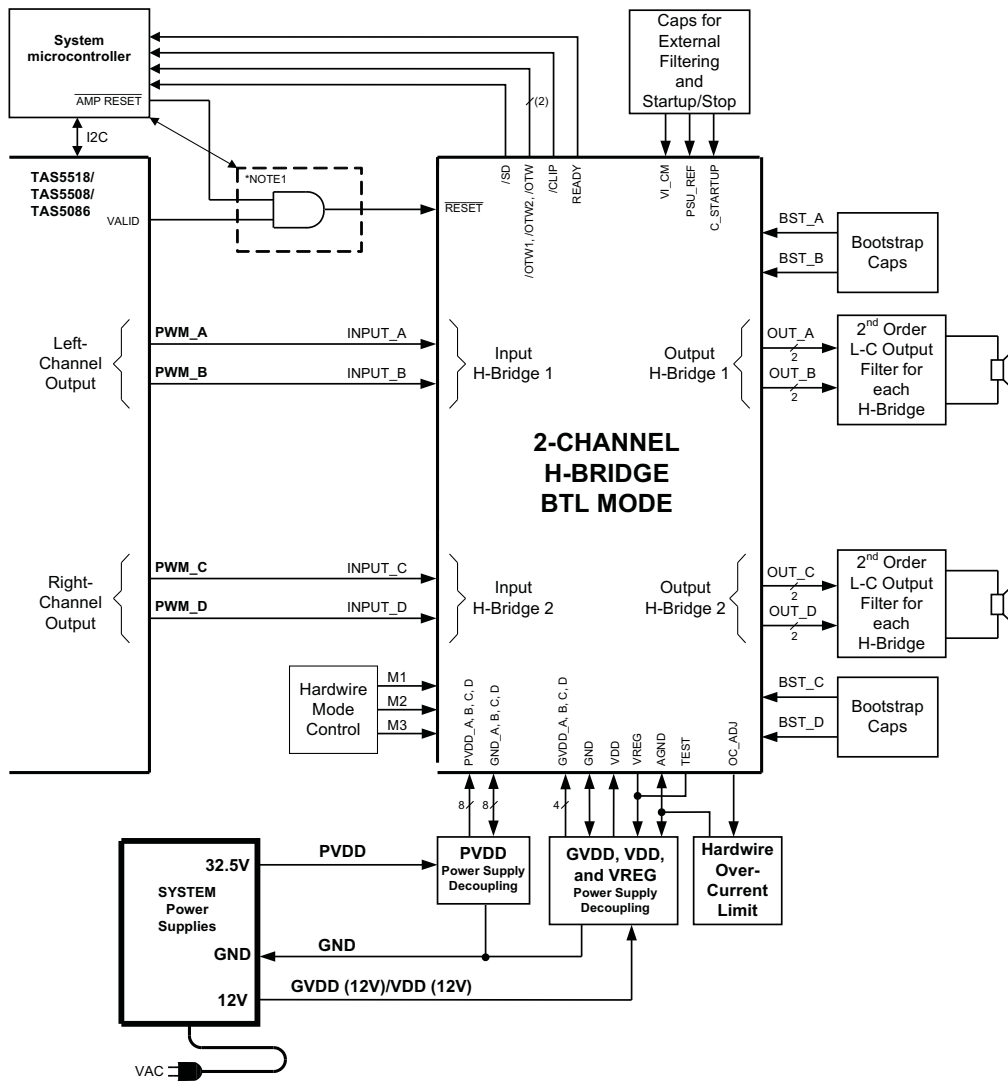 System
microcontroller
AMP RESET
I2C
Caps for
External
Filtering
and
Startup/Stop
(2)
TAS5518/
TAS5508/
TAS5086
*NOTE1
VALID
RESET
/SD
/OTW1, /OTW2, /OTW
/CLIP
READY
VI_CM
PSU_REF
C_STARTUP
BST_A
BST_B
Bootstrap
Caps
Left-
Channel
Output
PWM_A
INPUT_A
PWM_B
INPUT_B
Input
H-Bridge 1
Output
H-Bridge 1
OUT_A
2
OUT_B
2
2nd Order
L-C Output
Filter for
each
H-Bridge
2-CHANNEL
H-BRIDGE
BTL MODE
Right-
Channel
Output
PWM_C
INPUT_C
PWM_D
INPUT_D
Input
H-Bridge 2
Output
H-Bridge 2
OUT_C
2
OUT_D
2
2nd Order
L-C Output
Filter for
each
H-Bridge
Hardwire
Mode
Control
M1
M2
M3
PVDD_A, B, C, D
GND_A, B, C, D
GVDD_A, B, C, D
GND
VDD
VREG
AGND
TEST
OC_ADJ
BST_C
BST_D
Bootstrap
Caps
8
8
4
SYSTEM
Power
Supplies
32.5V
PVDD
PVDD
Power Supply
Decoupling
GVDD, VDD,
and VREG
Power Supply
Decoupling
Hardwire
Over-
Current
Limit
GND
GND
12V
GVDD (12V)/VDD (12V)
VAC